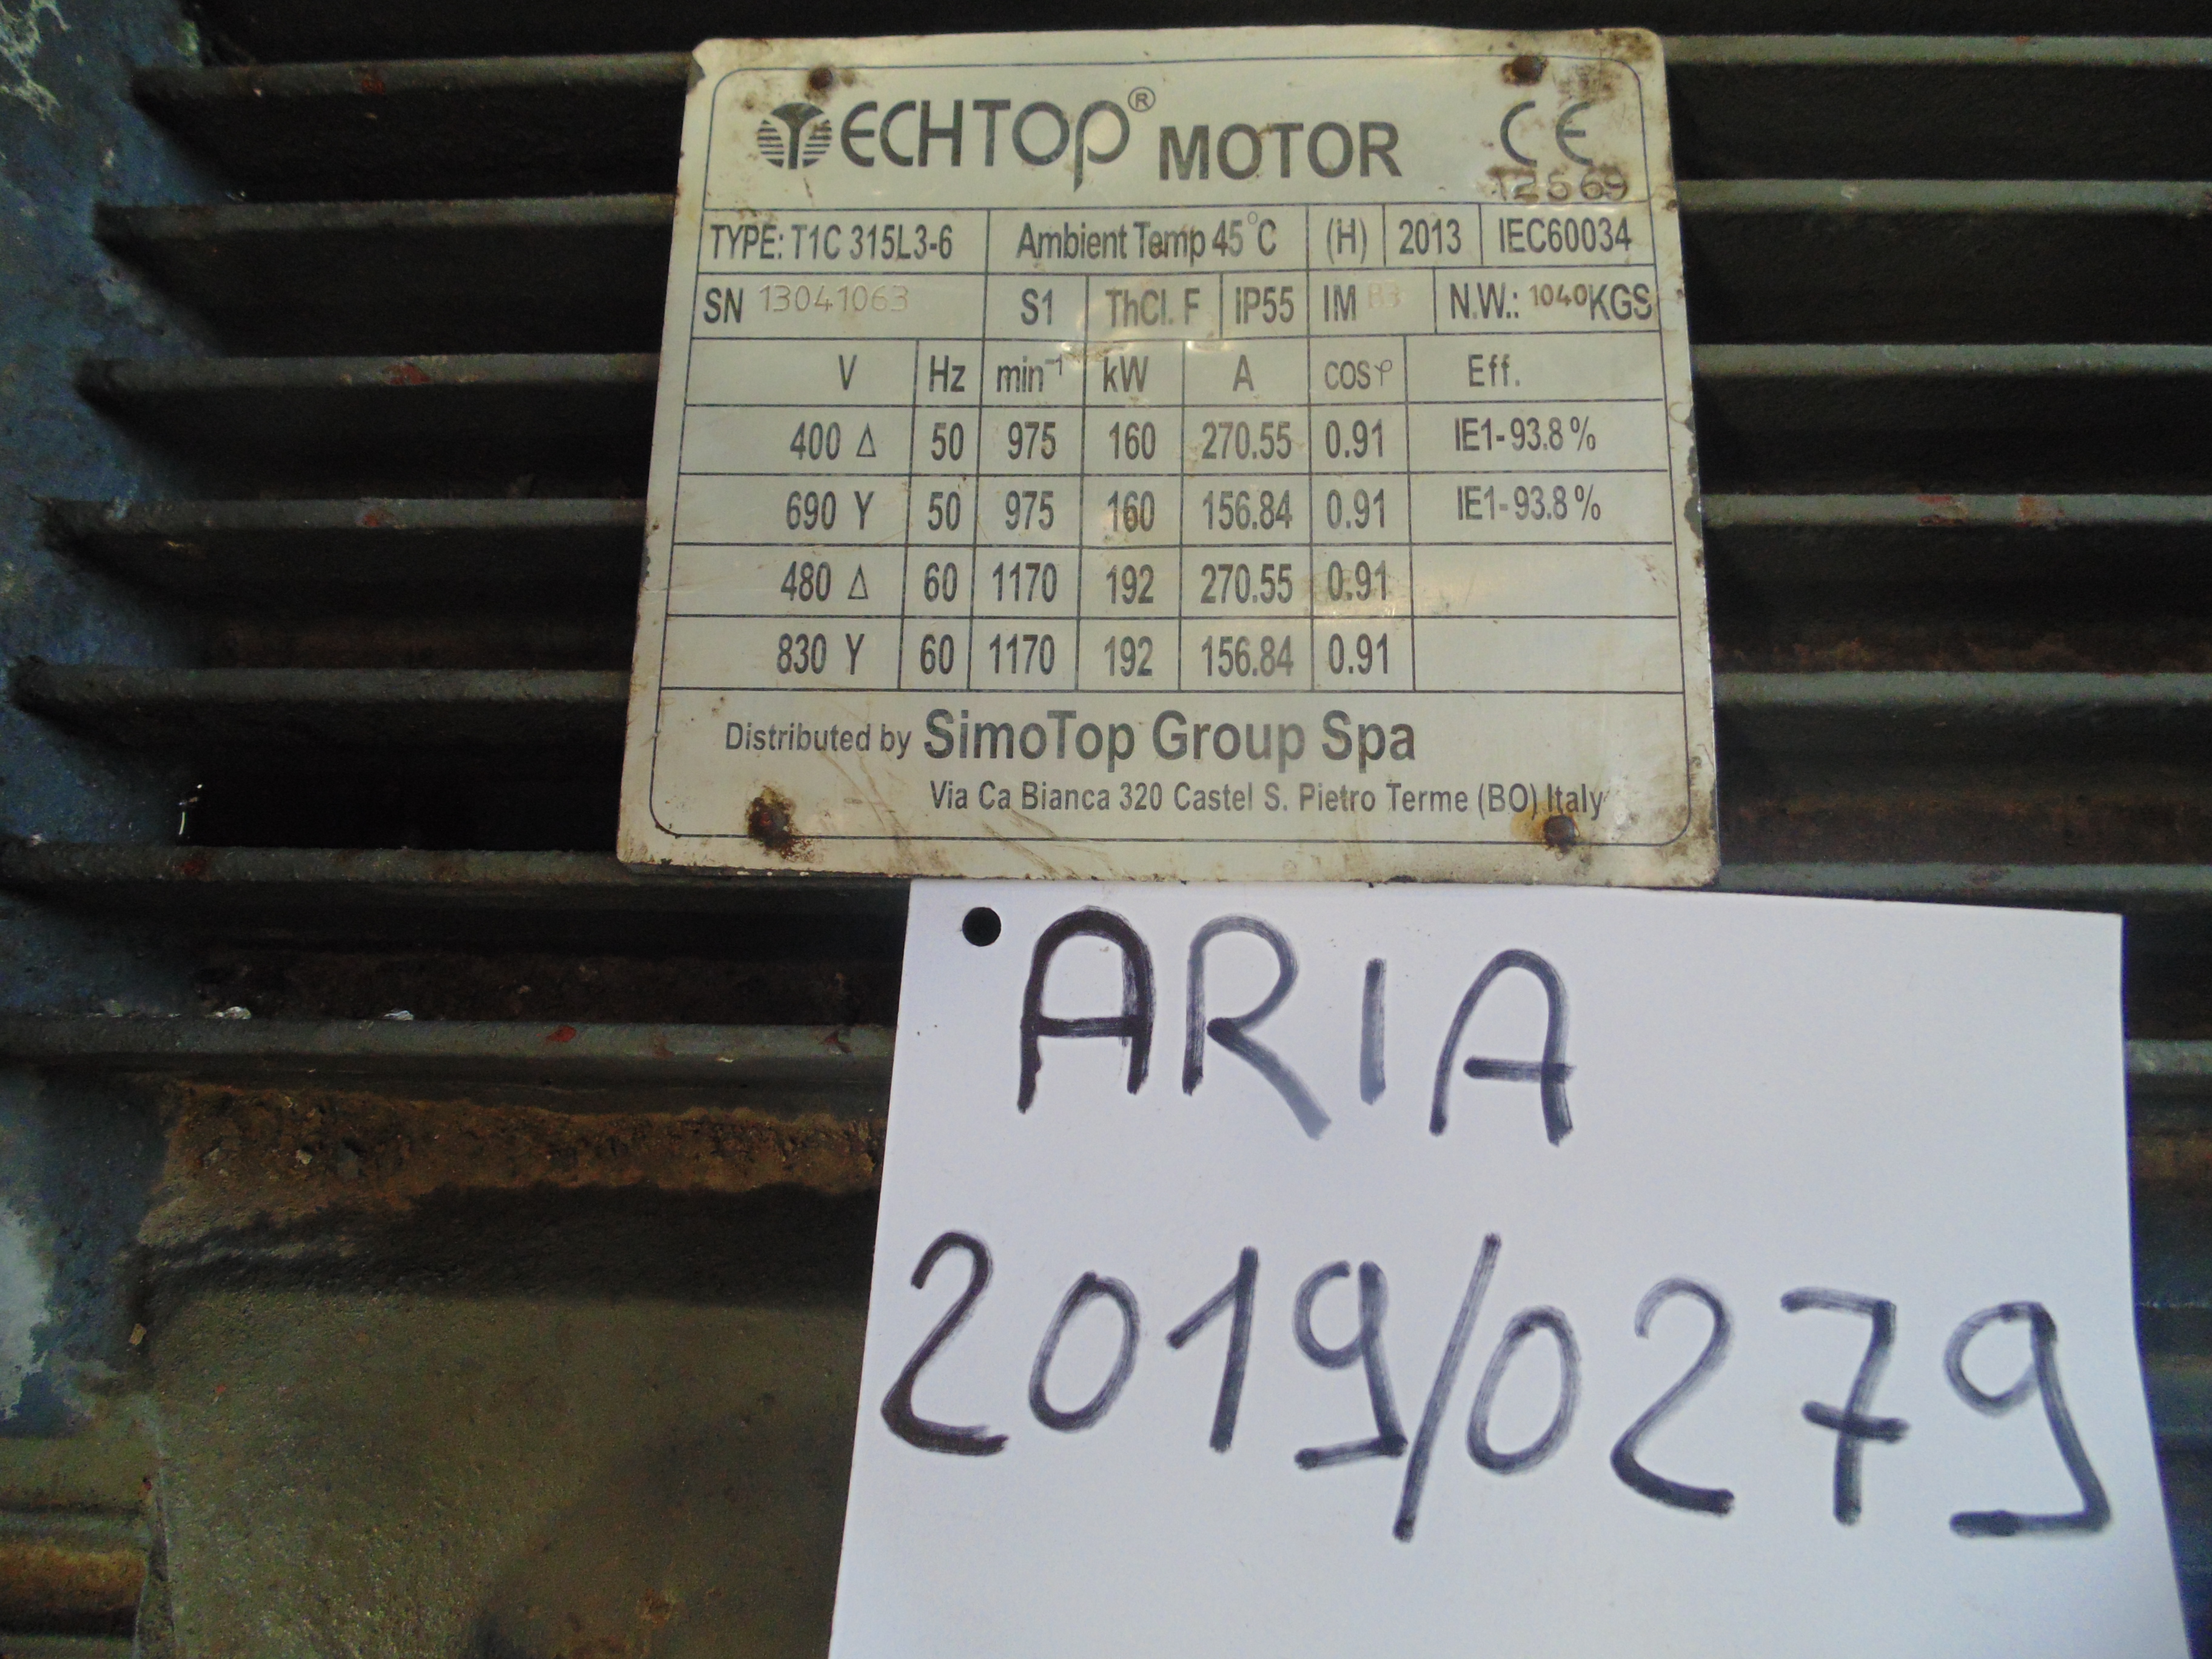 TECHTOP® MOTOR CE
12569
TYPE: T1C 315L3-6 Ambient Temp 45°C (H) 2013 IEC60034
SN 13041063 S1 ThCl. F IP55 IM B3 N.W.: 1040KGS
V Hz min⁻¹ kW A cosφ Eff.
400 Δ 50 975 160 270.55 0.91 IE1-93.8%
690 Y 50 975 160 156.84 0.91 IE1-93.8%
480 Δ 60 1170 192 270.55 0.91
830 Y 60 1170 192 156.84 0.91
Distributed by SimoTop Group Spa
Via Ca Bianca 320 Castel S. Pietro Terme (BO) Italy
ARIA
2019/0279